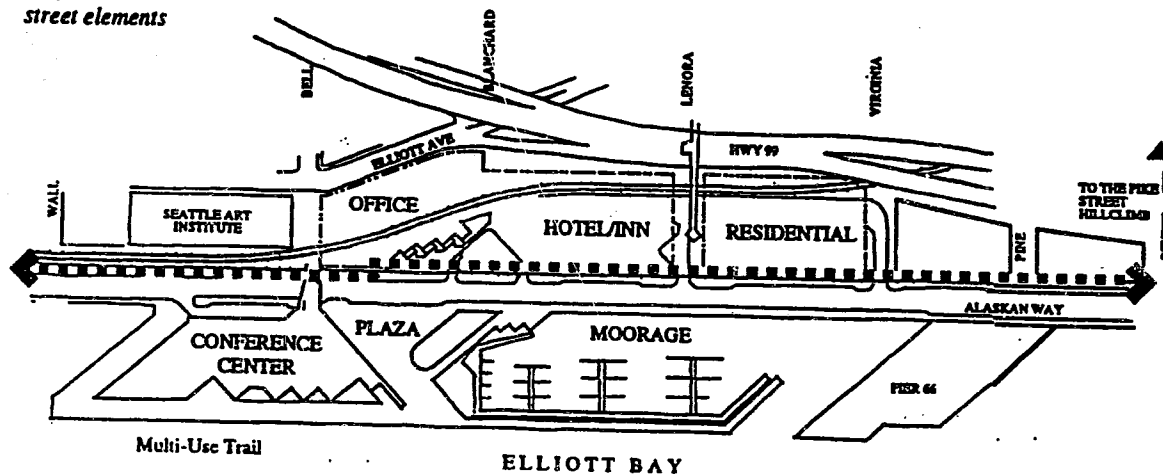 street elements
BELL
BLANCHARD
LENORA
VIRGINIA
HWY 99
ELLIOTT AVE
WALL
SEATTLE ART
INSTITUTE
OFFICE
HOTEL/INN
RESIDENTIAL
PINE
TO THE PIKE
STREET
HILLCLIMB
ALASKAN WAY
PLAZA
MOORAGE
CONFERENCE
CENTER
PIER 66
Multi-Use Trail
ELLIOTT BAY